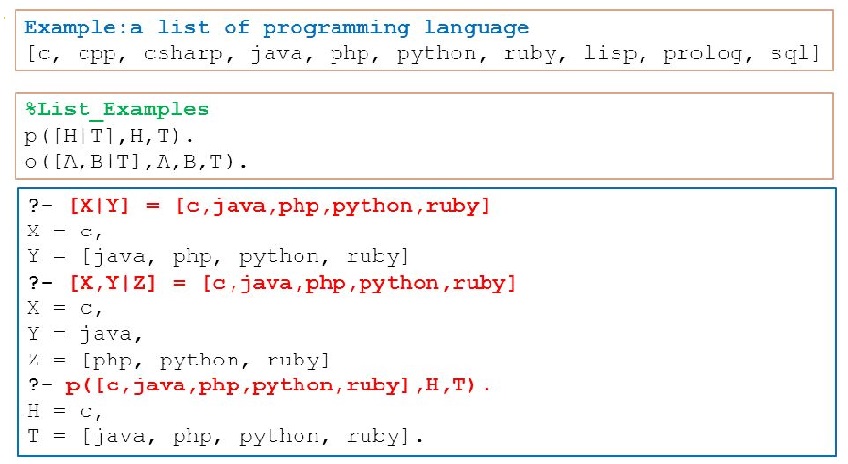 Example:a list of programming language
[c, cpp, csharp, java, php, python, ruby, lisp, prolog, sql]
%List_Examples
p([H|T],H,T).
o([A,B|T],A,B,T).
?- [X|Y] = [c,java,php,python,ruby]
X = c,
Y = [java, php, python, ruby]
?- [X,Y|Z] = [c,java,php,python,ruby]
X = c,
Y = java,
Z = [php, python, ruby]
?- p([c,java,php,python,ruby],H,T).
H = c,
T = [java, php, python, ruby].